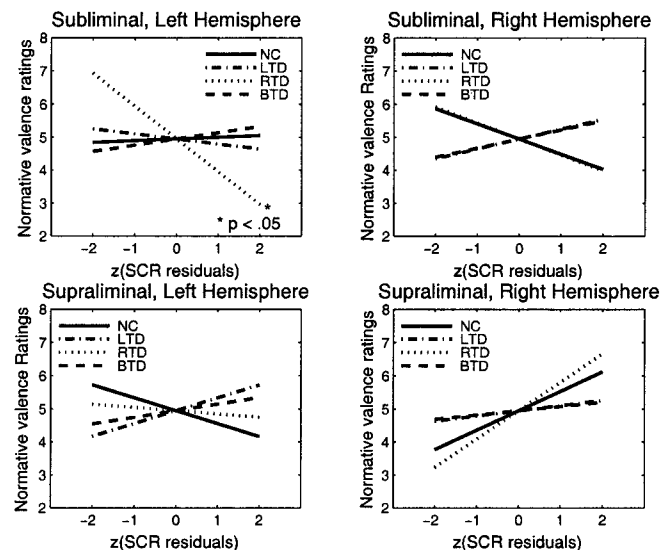 Subliminal, Left Hemisphere
Normative valence Ratings
8
7
6
5
4
3
2
NC
LTD
RTD
BTD
*
* p < .05
-2 -1 0 1 2
z(SCR residuals)
Subliminal, Right Hemisphere
Normative valence Ratings
8
7
6
5
4
3
2
NC
LTD
RTD
BTD
-2 -1 0 1 2
z(SCR residuals)
Supraliminal, Left Hemisphere
Normative valence Ratings
8
7
6
5
4
3
2
NC
LTD
RTD
BTD
-2 -1 0 1 2
z(SCR residuals)
Supraliminal, Right Hemisphere
Normative valence Ratings
8
7
6
5
4
3
2
NC
LTD
RTD
BTD
-2 -1 0 1 2
z(SCR residuals)